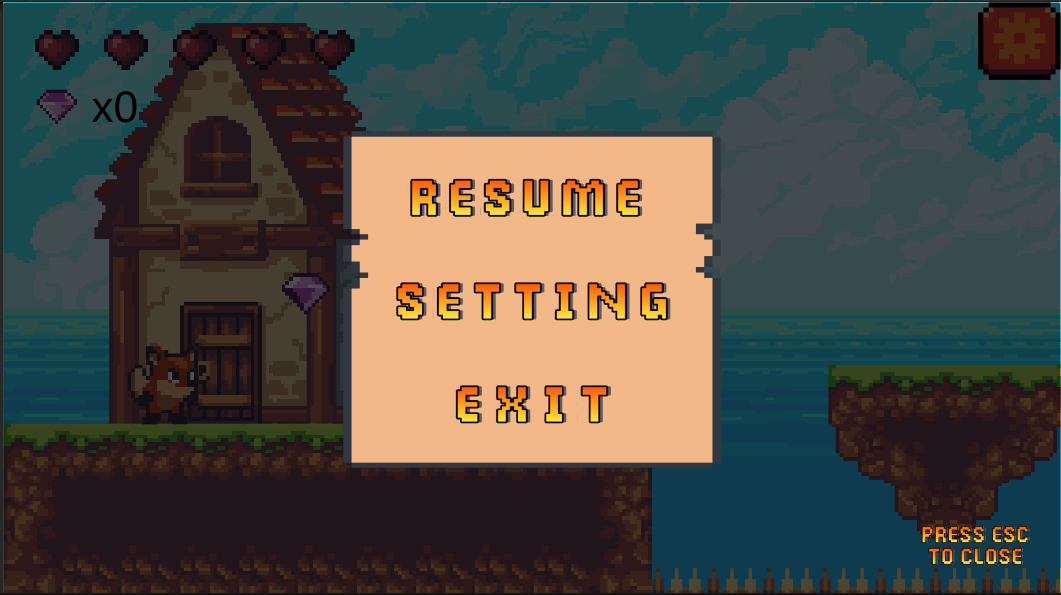 x0
RESUME
SETTING
EXIT
PRESS ESC
TO CLOSE